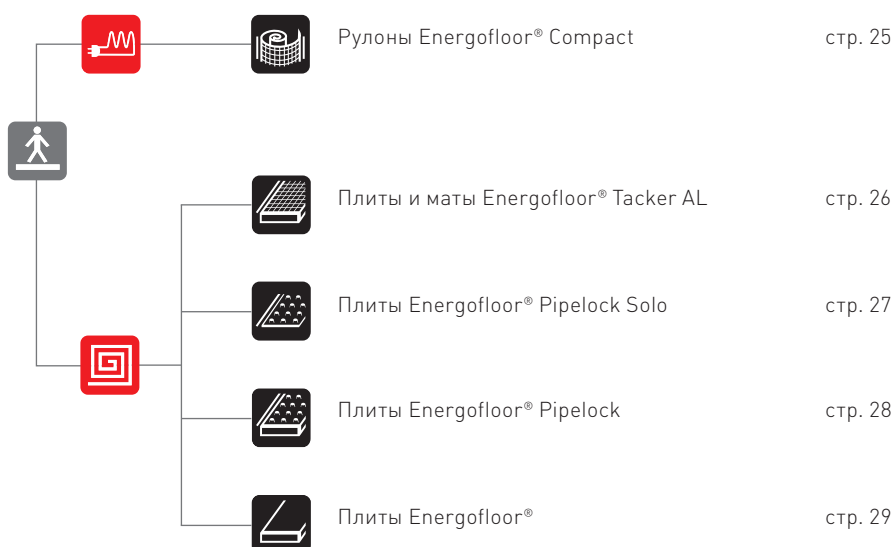 Рулоны Energofloor® Compact стр. 25
Плиты и маты Energofloor® Tacker AL стр. 26
Плиты Energofloor® Pipelock Solo стр. 27
Плиты Energofloor® Pipelock стр. 28
Плиты Energofloor® стр. 29